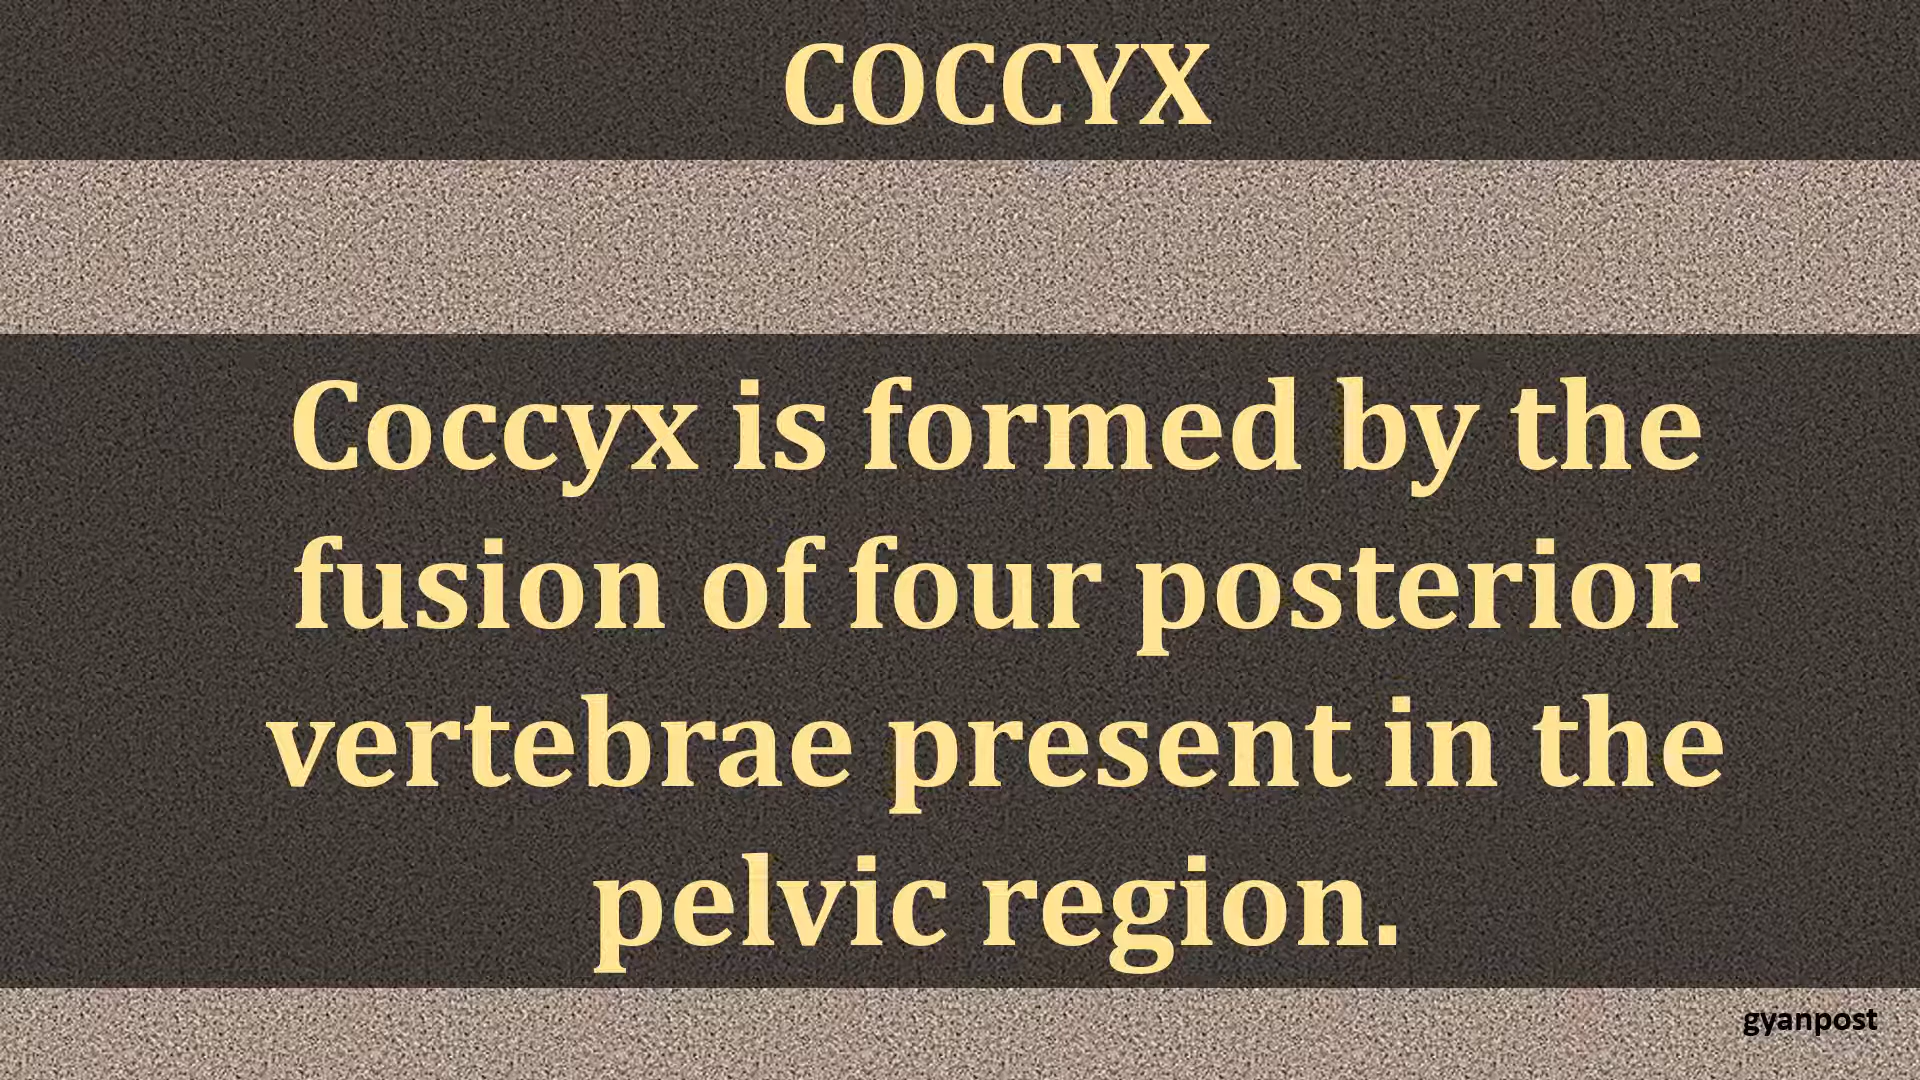 COCCYX
Coccyx is formed by the
fusion of four posterior
vertebrae present in the
pelvic region.
gyanpost